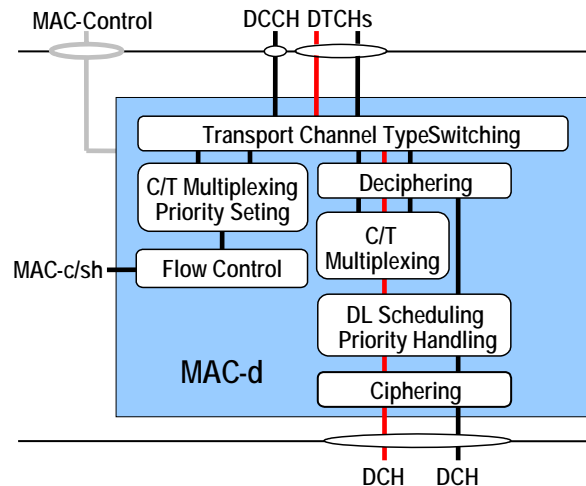 MAC-Control DCCH DTCHs
Transport Channel TypeSwitching
C/T Multiplexing
Priority Seting
Deciphering
C/T
Multiplexing
MAC-c/sh
Flow Control
DL Scheduling
Priority Handling
MAC-d
Ciphering
DCH DCH